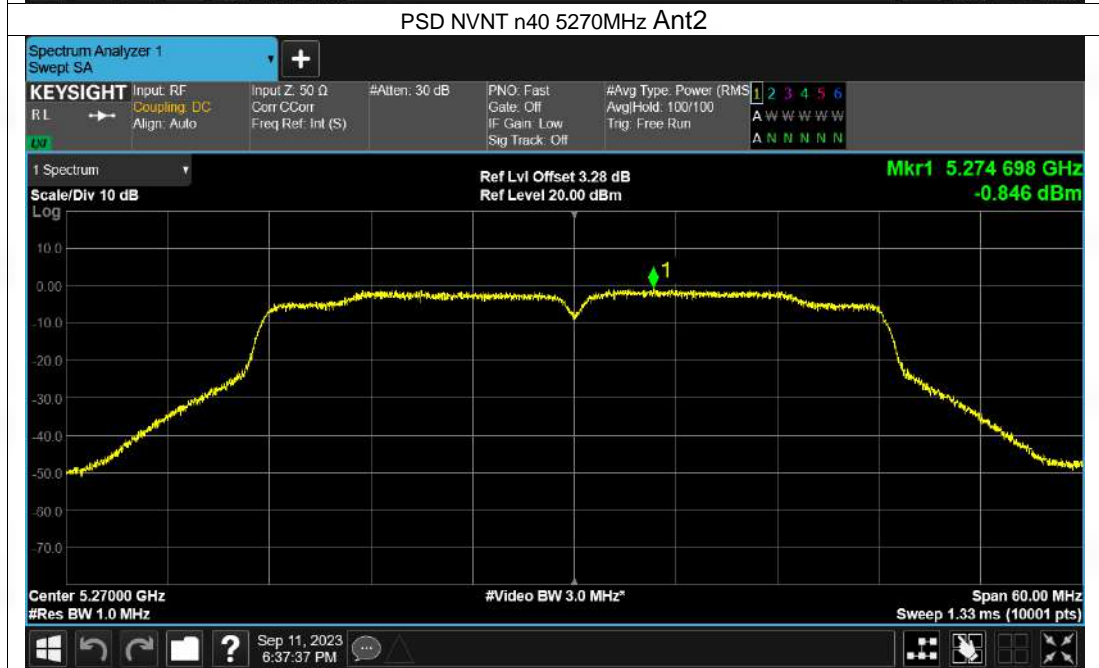 PSD NVNT n40 5270MHz Ant2
Spectrum Analyzer 1
Swept SA
+
KEYSIGHT
RL
LXI
Input: RF
Coupling: DC
Align: Auto
Input Z: 50 Ω
Corr CCorr
Freq Ref: Int (S)
#Atten: 30 dB
PNO: Fast
Gate: Off
IF Gain: Low
Sig Track: Off
#Avg Type: Power (RMS
Avg|Hold: 100/100
Trig: Free Run
1 2 3 4 5 6
A W W W W W
A N N N N N
1 Spectrum
Scale/Div 10 dB
Log
Ref Lvl Offset 3.28 dB
Ref Level 20.00 dBm
Mkr1 5.274 698 GHz
-0.846 dBm
10.0
0.00
-10.0
-20.0
-30.0
-40.0
-50.0
-60.0
-70.0
1
Center 5.27000 GHz
#Res BW 1.0 MHz
#Video BW 3.0 MHz*
Span 60.00 MHz
Sweep 1.33 ms (10001 pts)
?
Sep 11, 2023
6:37:37 PM